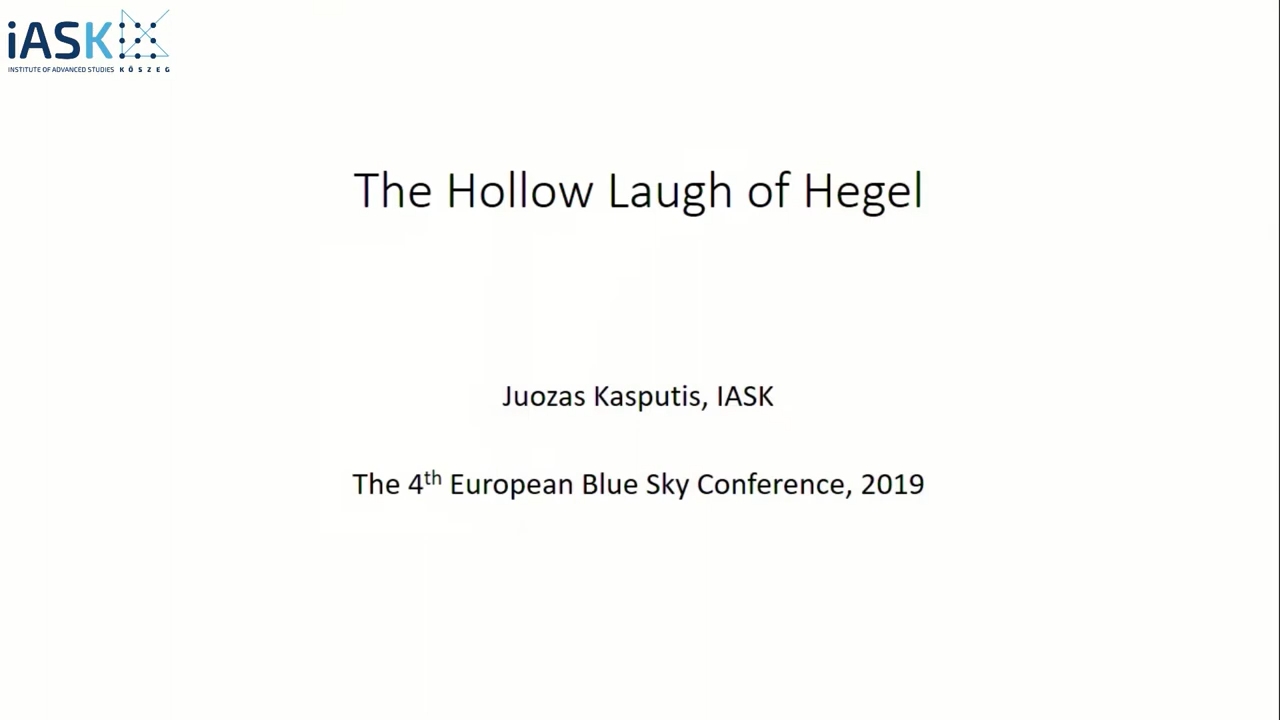 iASK
INSTITUTE OF ADVANCED STUDIES KŐSZEG
The Hollow Laugh of Hegel
Juozas Kasputis, IASK
The 4th European Blue Sky Conference, 2019